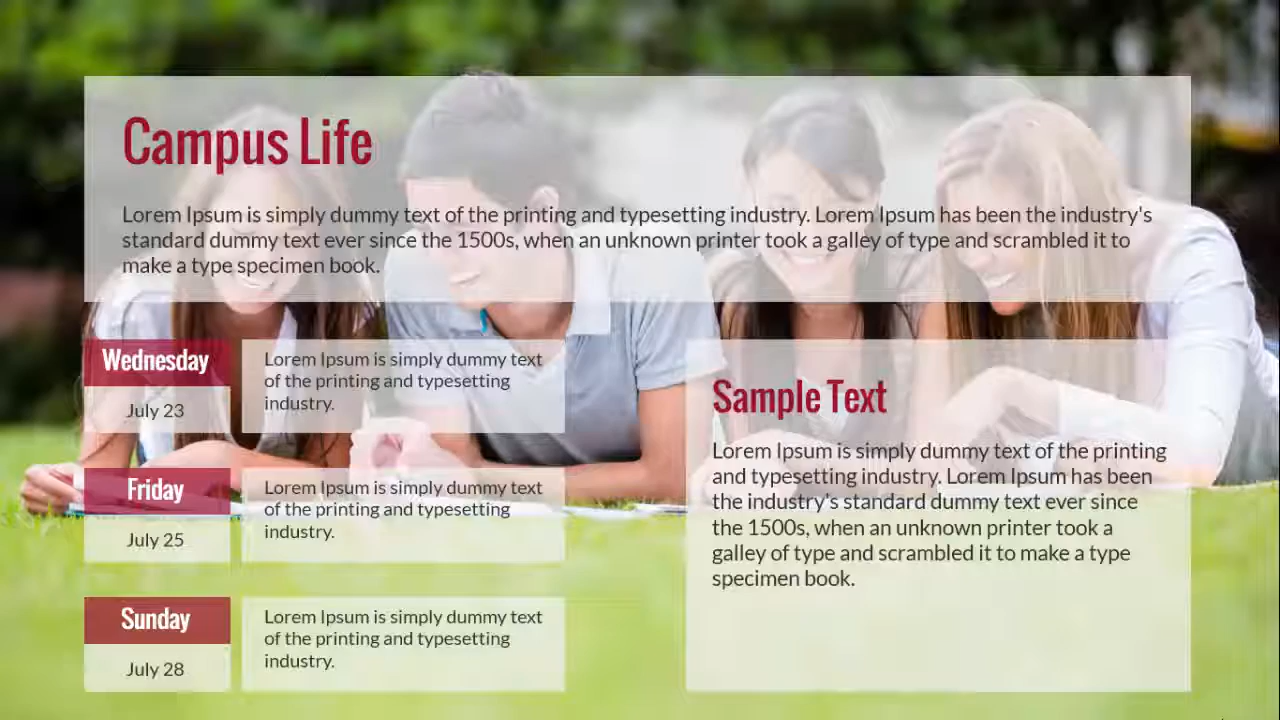 Campus Life
Lorem Ipsum is simply dummy text of the printing and typesetting industry. Lorem Ipsum has been the industry's
standard dummy text ever since the 1500s, when an unknown printer took a galley of type and scrambled it to
make a type specimen book.
Wednesday
July 23
Lorem Ipsum is simply dummy text
of the printing and typesetting
industry.
Friday
July 25
Lorem Ipsum is simply dummy text
of the printing and typesetting
industry.
Sunday
July 28
Lorem Ipsum is simply dummy text
of the printing and typesetting
industry.
Sample Text
Lorem Ipsum is simply dummy text of the printing
and typesetting industry. Lorem Ipsum has been
the industry's standard dummy text ever since
the 1500s, when an unknown printer took a
galley of type and scrambled it to make a type
specimen book.